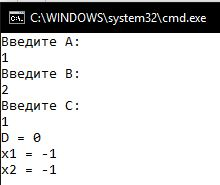 C:\WINDOWS\system32\cmd.exe
Введите A:
1
Введите B:
2
Введите C:
1
D = 0
x1 = -1
x2 = -1